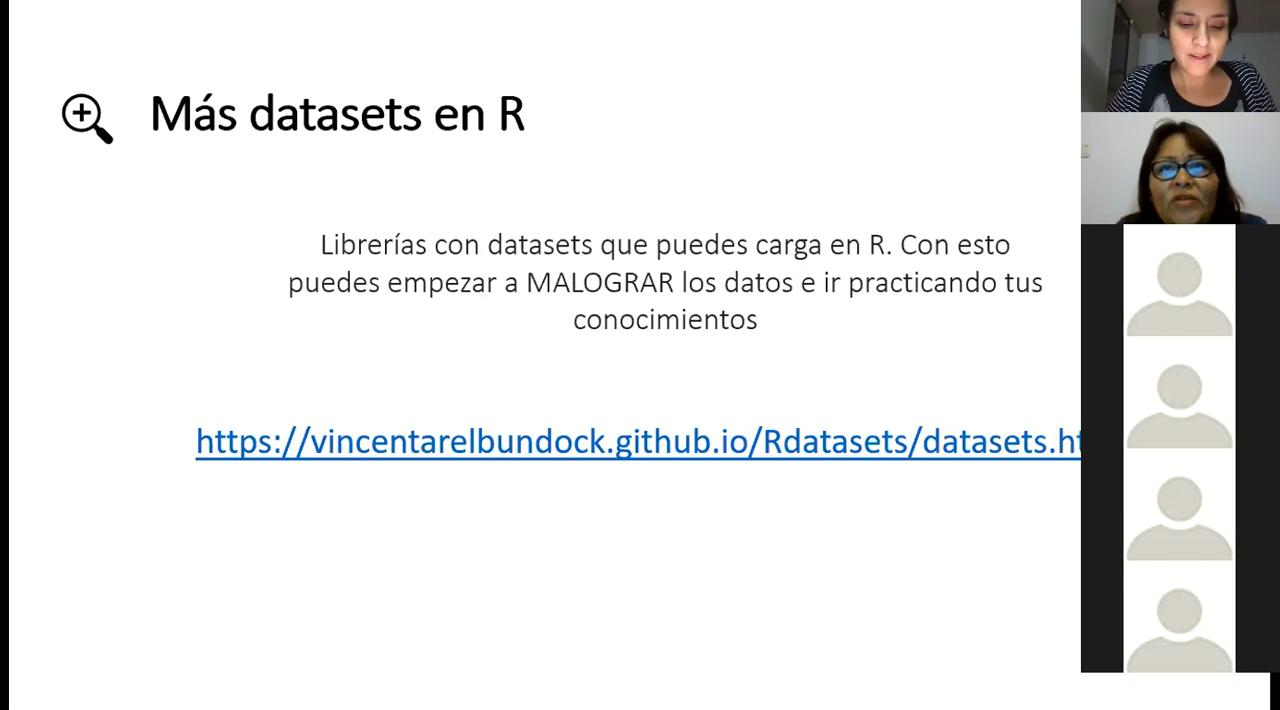 Más datasets en R
Librerías con datasets que puedes carga en R. Con esto
puedes empezar a MALOGRAR los datos e ir practicando tus
conocimientos
https://vincentarelbundock.github.io/Rdatasets/datasets.ht